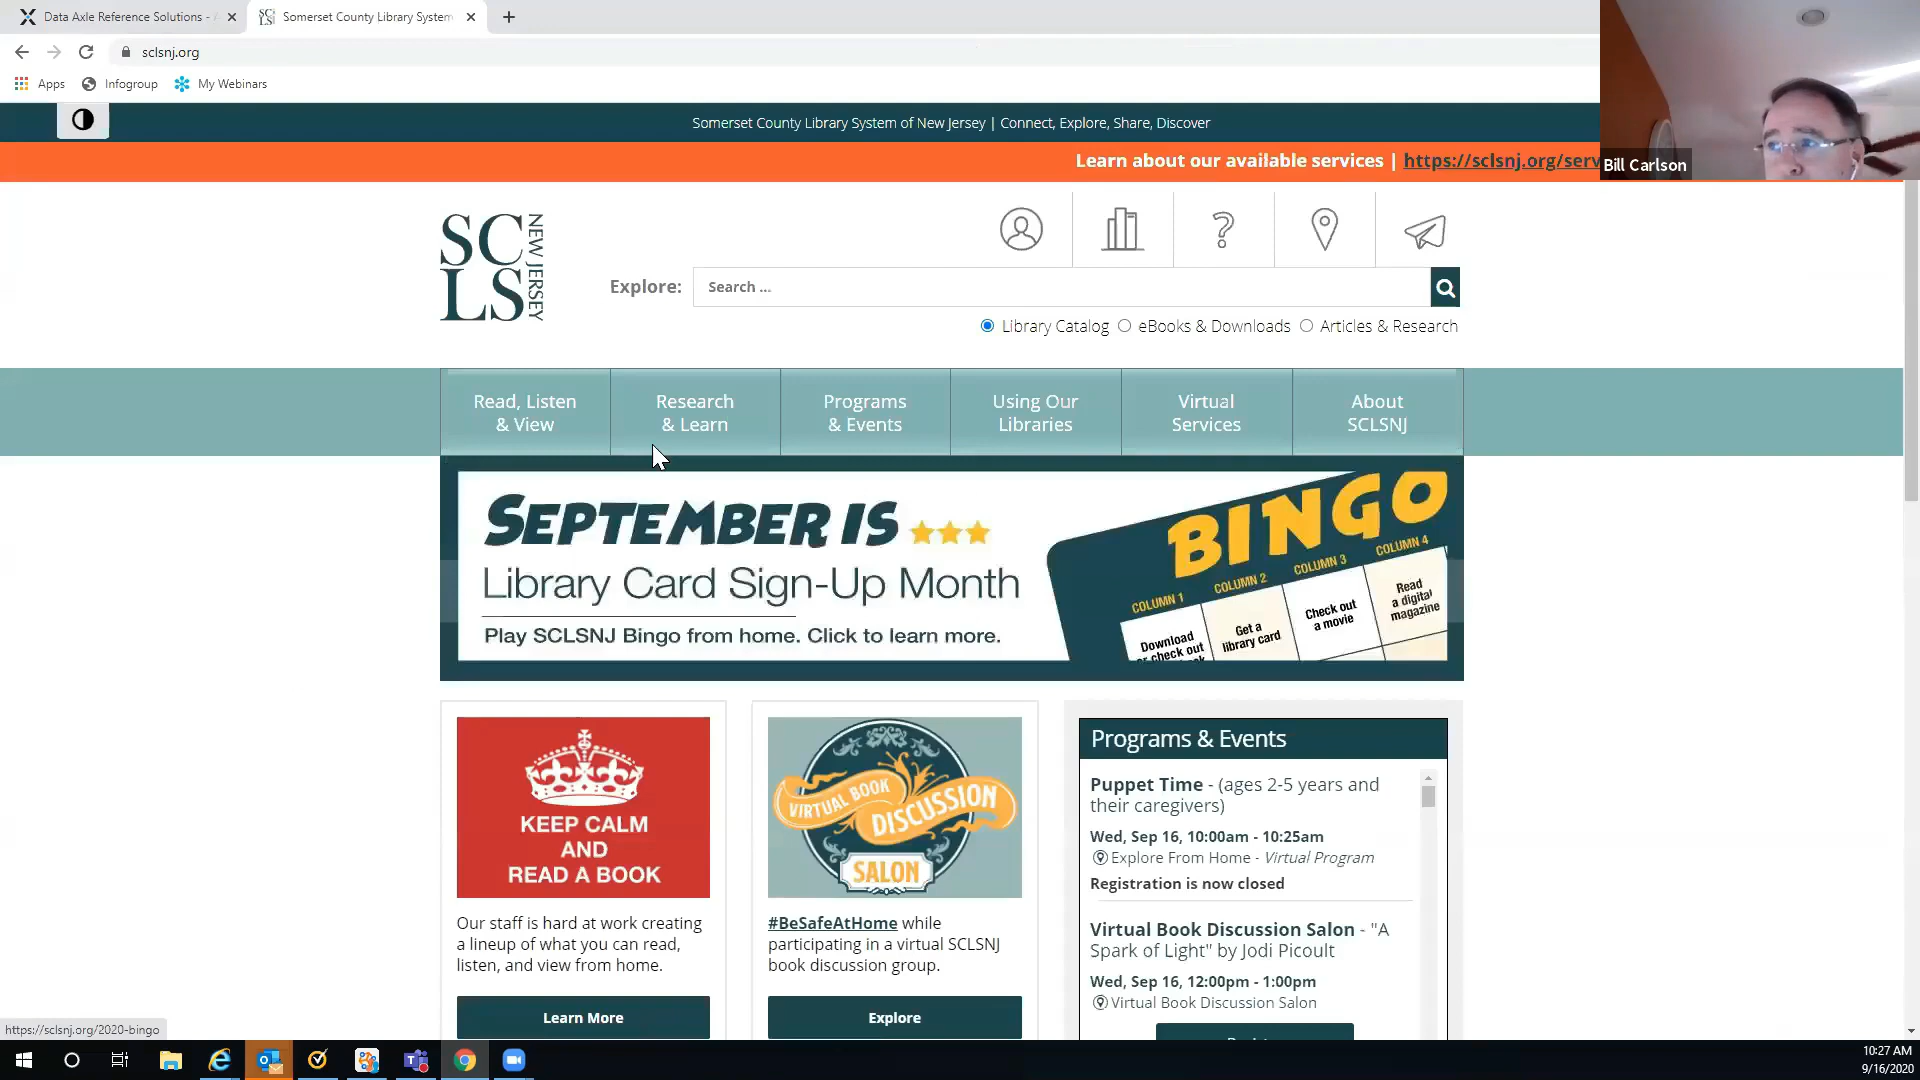 Data Axle Reference Solutions -
Somerset County Library System
sclsnj.org
Apps
Infogroup
My Webinars
Somerset County Library System of New Jersey | Connect, Explore, Share, Discover
Learn about our available services | https://sclsnj.org/serv
Bill Carlson
SC
LS
NEW JERSEY
Explore:
Search ...
Library Catalog
eBooks & Downloads
Articles & Research
Read, Listen
& View
Research
& Learn
Programs
& Events
Using Our
Libraries
Virtual
Services
About
SCLSNJ
SEPTEMBER IS
Library Card Sign-Up Month
Play SCLSNJ Bingo from home. Click to learn more.
BINGO
COLUMN 1
COLUMN 2
COLUMN 3
COLUMN 4
Download
or check out
Get a
library card
Check out
a movie
Read
a digital
magazine
KEEP CALM
AND
READ A BOOK
Our staff is hard at work creating
a lineup of what you can read,
listen, and view from home.
Learn More
VIRTUAL BOOK
DISCUSSION
SALON
#BeSafeAtHome while
participating in a virtual SCLSNJ
book discussion group.
Explore
Programs & Events
Puppet Time - (ages 2-5 years and
their caregivers)
Wed, Sep 16, 10:00am - 10:25am
Explore From Home - Virtual Program
Registration is now closed
Virtual Book Discussion Salon - "A
Spark of Light" by Jodi Picoult
Wed, Sep 16, 12:00pm - 1:00pm
Virtual Book Discussion Salon
https://sclsnj.org/2020-bingo
10:27 AM
9/16/2020